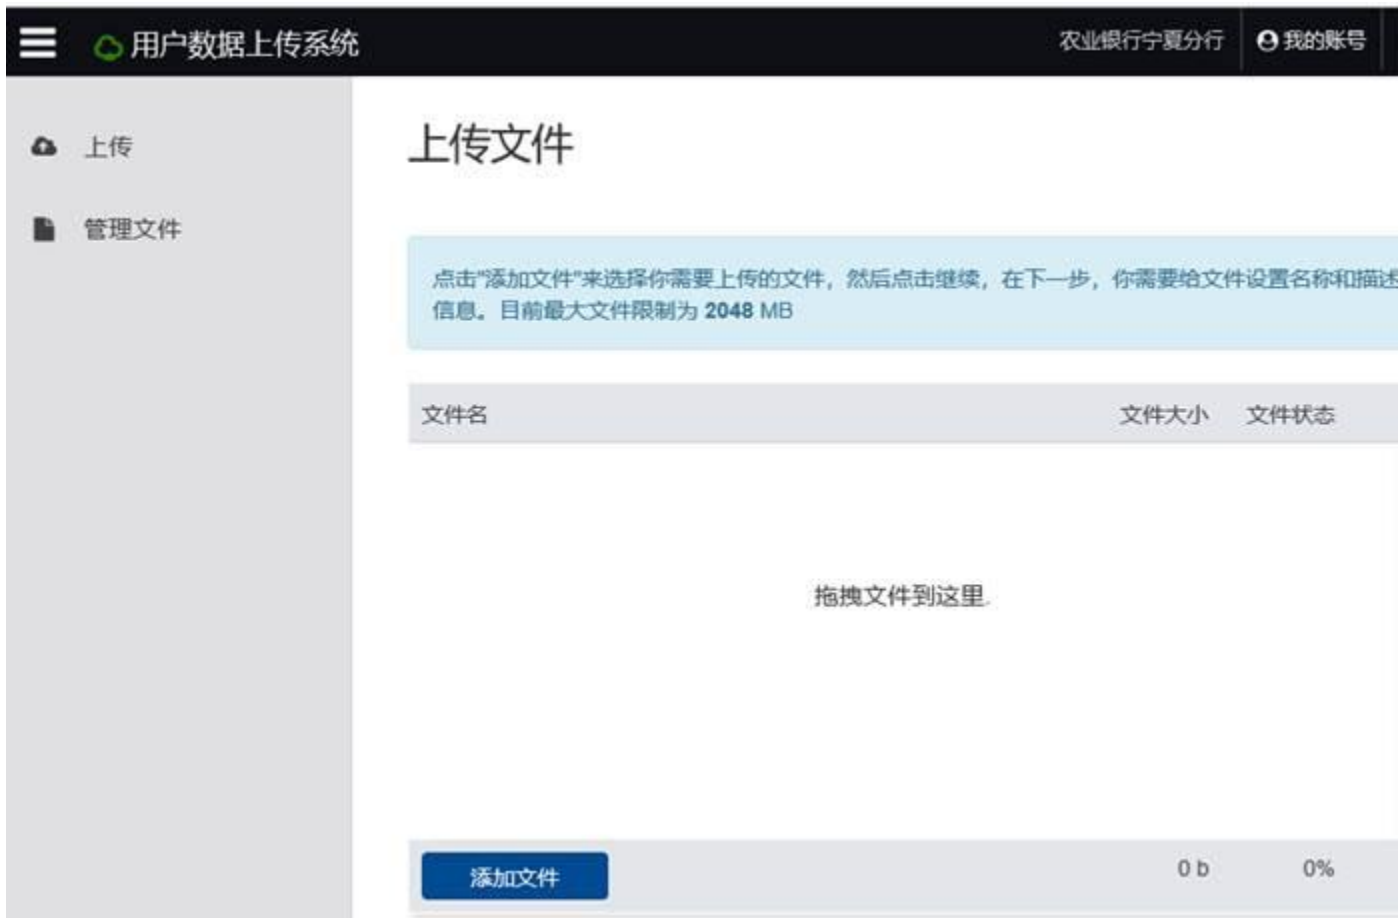 用户数据上传系统
农业银行宁夏分行
我的账号
上传
管理文件
上传文件
点击"添加文件"来选择你需要上传的文件，然后点击继续，在下一步，你需要给文件设置名称和描述
信息。目前最大文件限制为 2048 MB
文件名
文件大小
文件状态
拖拽文件到这里.
添加文件
0 b
0%